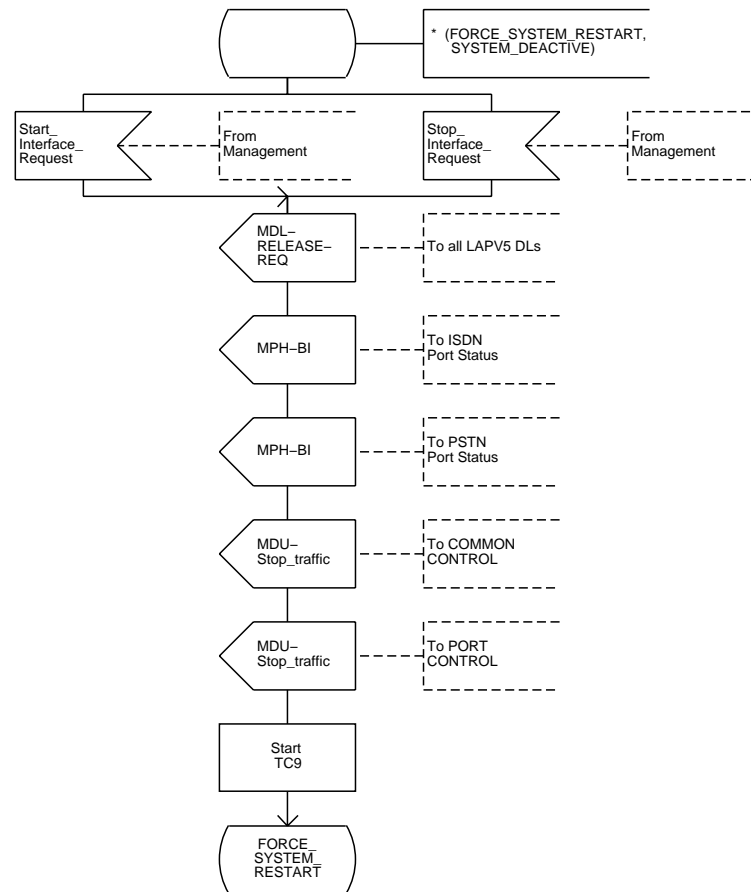 * (FORCE_SYSTEM_RESTART,
SYSTEM_DEACTIVE)
Start_
Interface_
Request
From
Management
Stop_
Interface_
Request
From
Management
MDL–
RELEASE–
REQ
To all LAPV5 DLs
MPH–BI
To ISDN
Port Status
MPH–BI
To PSTN
Port Status
MDU–
Stop_traffic
To COMMON
CONTROL
MDU–
Stop_traffic
To PORT
CONTROL
Start
TC9
FORCE_
SYSTEM_
RESTART